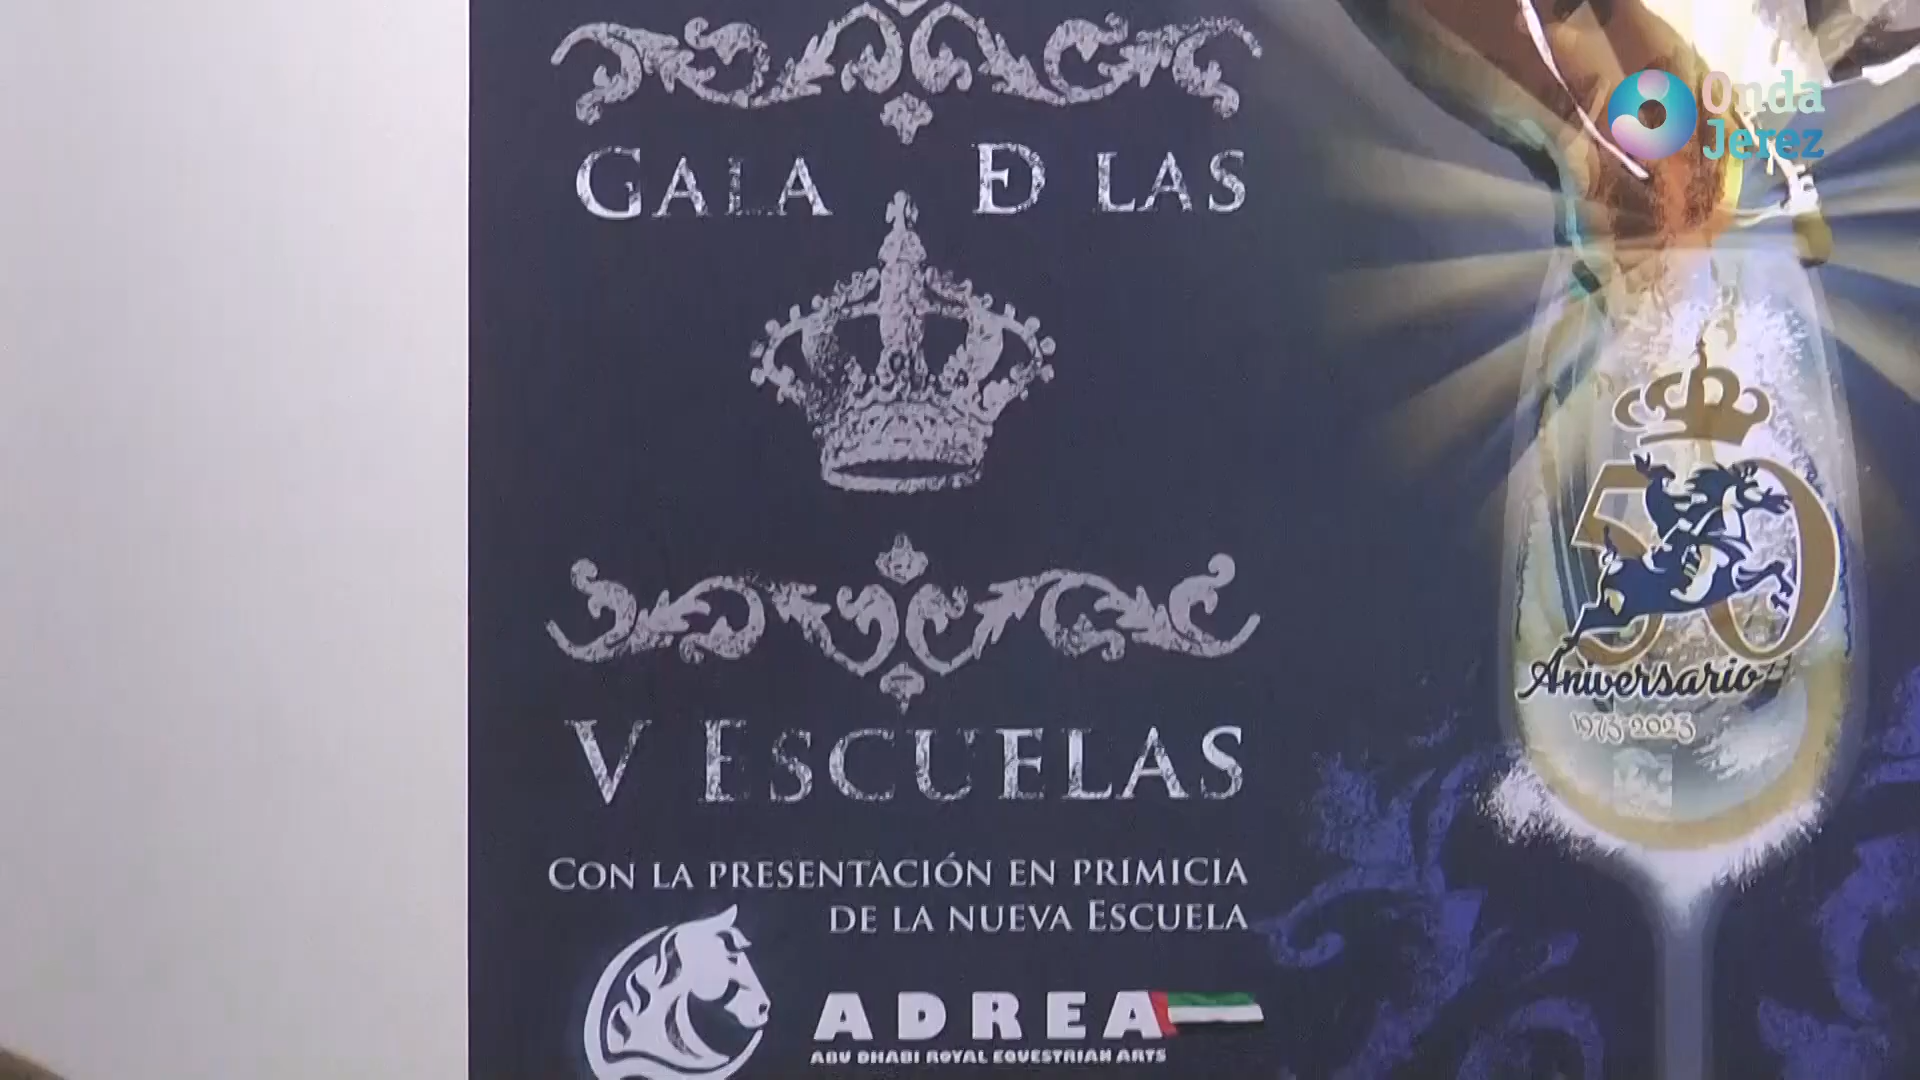 Onda
Jerez
GALA DE LAS
V ESCUELAS
CON LA PRESENTACIÓN EN PRIMICIA
DE LA NUEVA ESCUELA
ADREA
ABU DHABI ROYAL EQUESTRIAN ARTS
50
Aniversario
1973-2023